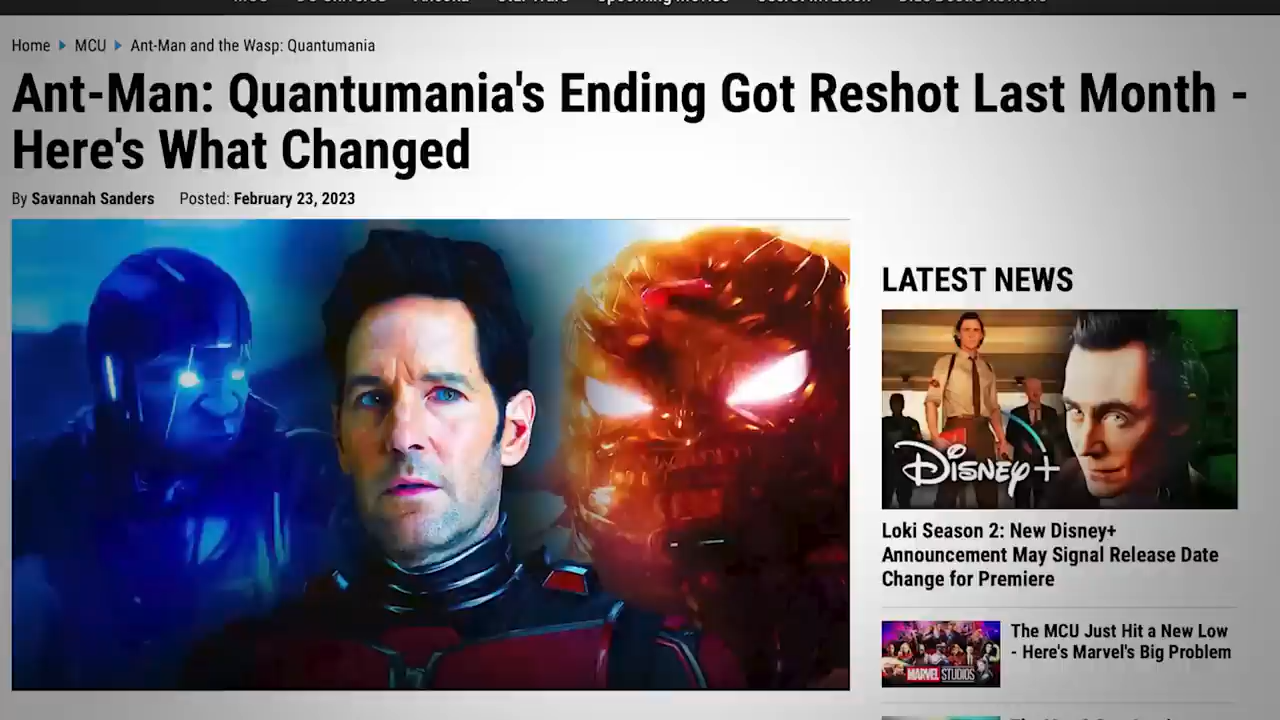 Home MCU Ant-Man and the Wasp: Quantumania
Ant-Man: Quantumania's Ending Got Reshot Last Month -
Here's What Changed
By Savannah Sanders Posted: February 23, 2023
LATEST NEWS
Disney+
Loki Season 2: New Disney+
Announcement May Signal Release Date
Change for Premiere
The MCU Just Hit a New Low
- Here's Marvel's Big Problem
MARVEL STUDIOS